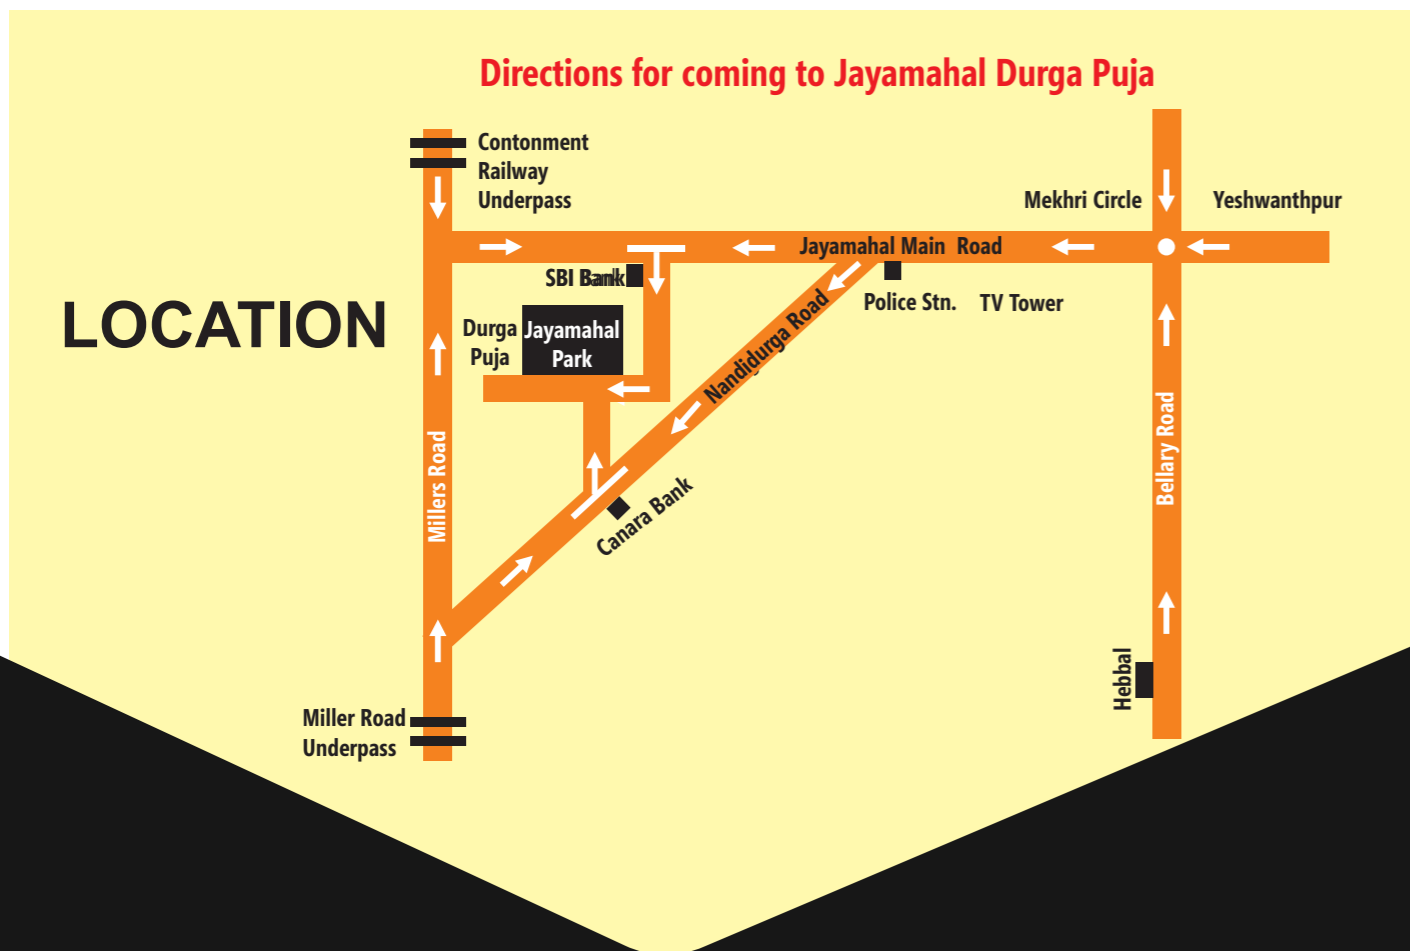 Directions for coming to Jayamahal Durga Puja
Contonment
Railway
Underpass
Mekhri Circle
Yeshwanthpur
Jayamahal Main Road
SBI Bank
Police Stn.
TV Tower
LOCATION
Durga
Puja
Jayamahal
Park
Nandidurga Road
Millers Road
Bellary Road
Canara Bank
Hebbal
Miller Road
Underpass